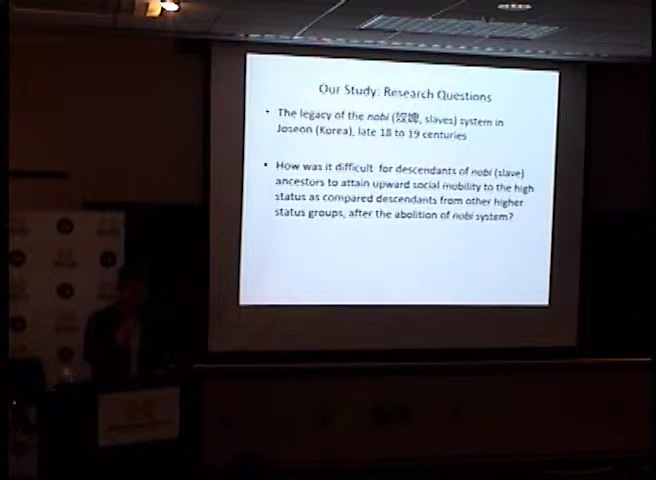 Our Study: Research Questions
• The legacy of the nobi (奴婢, slaves) system in
Joseon (Korea), late 18 to 19 centuries
• How was it difficult for descendants of nobi (slave)
ancestors to attain upward social mobility to the high
status as compared descendants from other higher
status groups, after the abolition of nobi system?